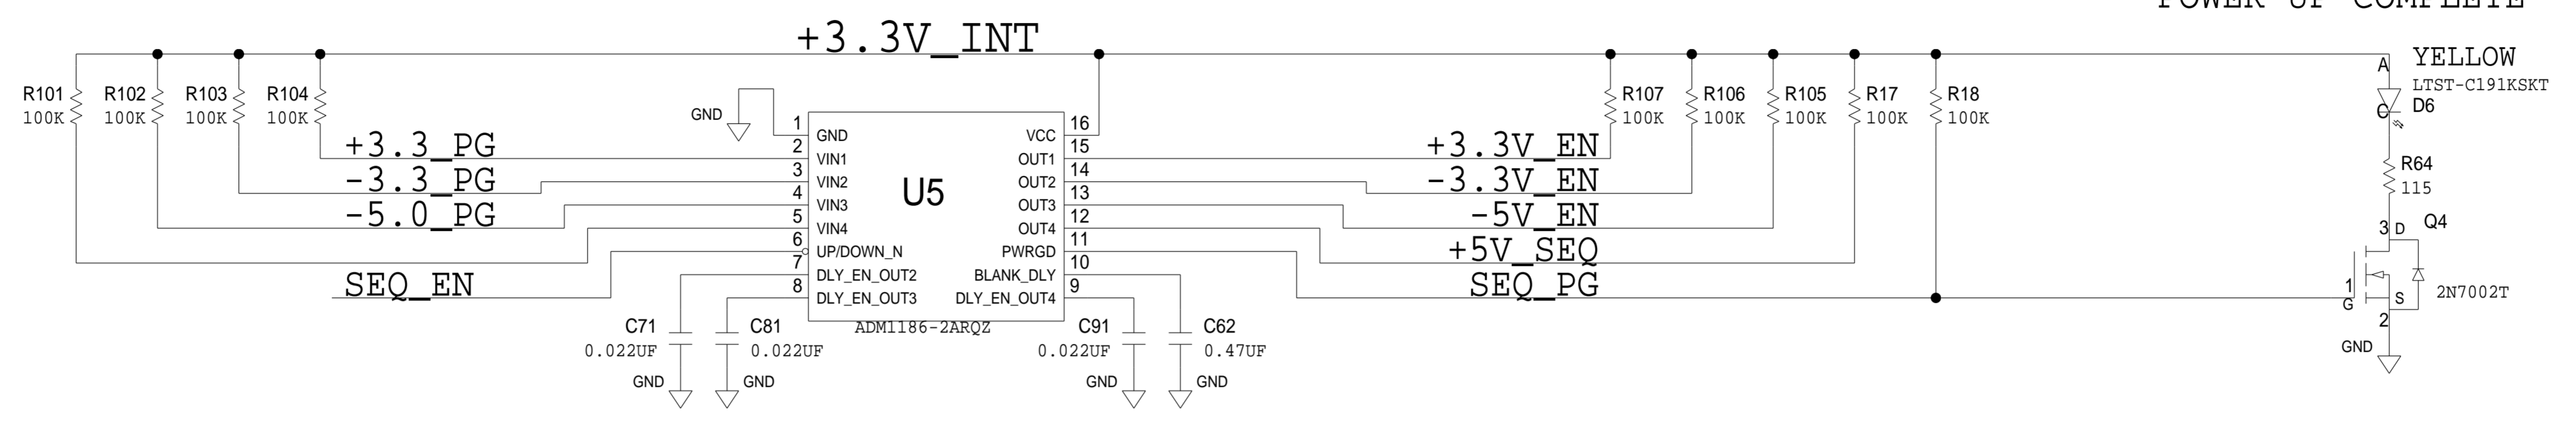 POWER UP COMPLETE
+3.3V_INT
YELLOW
LTST-C191KSKT
A
C
D6
R101
100K
R102
100K
R103
100K
R104
100K
GND
R107
100K
R106
100K
R105
100K
R17
100K
R18
100K
+3.3_PG
-3.3_PG
-5.0_PG
SEQ_EN
1 GND
2 VIN1
3 VIN2
4 VIN3
5 VIN4
6 UP/DOWN_N
7 DLY_EN_OUT2
8 DLY_EN_OUT3
U5
16 VCC
15 OUT1
14 OUT2
13 OUT3
12 OUT4
11 PWRGD
10 BLANK_DLY
9 DLY_EN_OUT4
ADM1186-2ARQZ
+3.3V_EN
-3.3V_EN
-5V_EN
+5V_SEQ
SEQ_PG
R64
115
3 D
Q4
1
G
S
2
2N7002T
GND
C71
0.022UF
GND
C81
0.022UF
GND
C91
0.022UF
GND
C62
0.47UF
GND